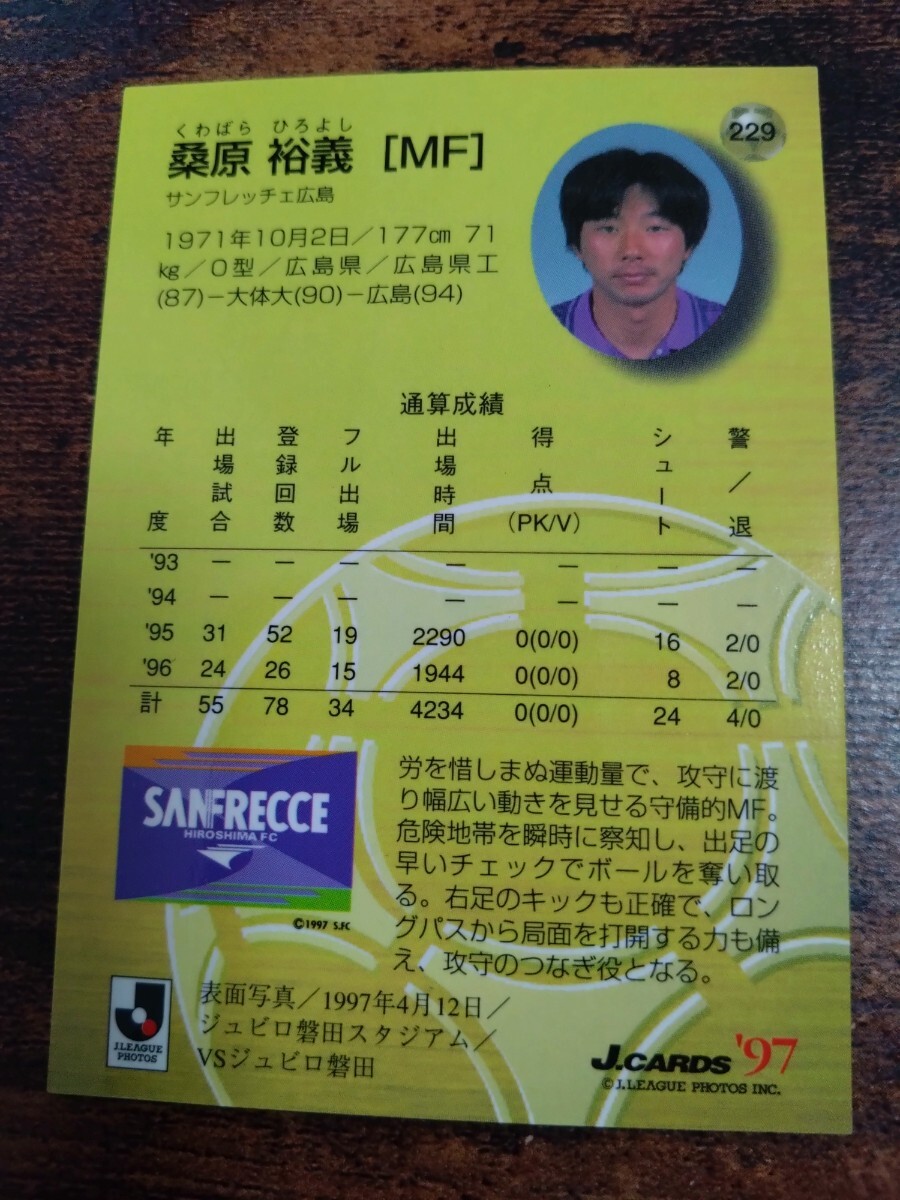 229
くわばら ひろよし
桑原 裕義 [MF]
サンフレッチェ広島
1971年10月2日/177cm 71
kg/O型/広島県/広島県工
(87)−大体大(90)−広島(94)
通算成績
年度 出場試合 登録回数 フル出場 出場時間 得点(PK/V) シュート 警/退
'93 − − − − − − −
'94 − − − − − − −
'95 31 52 19 2290 0(0/0) 16 2/0
'96 24 26 15 1944 0(0/0) 8 2/0
計 55 78 34 4234 0(0/0) 24 4/0
SANFRECCE
HIROSHIMA FC
©1997 S.FC
労を惜しまぬ運動量で、攻守に渡
り幅広い動きを見せる守備的MF。
危険地帯を瞬時に察知し、出足の
早いチェックでボールを奪い取
る。右足のキックも正確で、ロン
グパスから局面を打開する力も備
え、攻守のつなぎ役となる。
J.LEAGUE
PHOTOS
表面写真/1997年4月12日/
ジュビロ磐田スタジアム/
VSジュビロ磐田
J.CARDS '97
©J.LEAGUE PHOTOS INC.